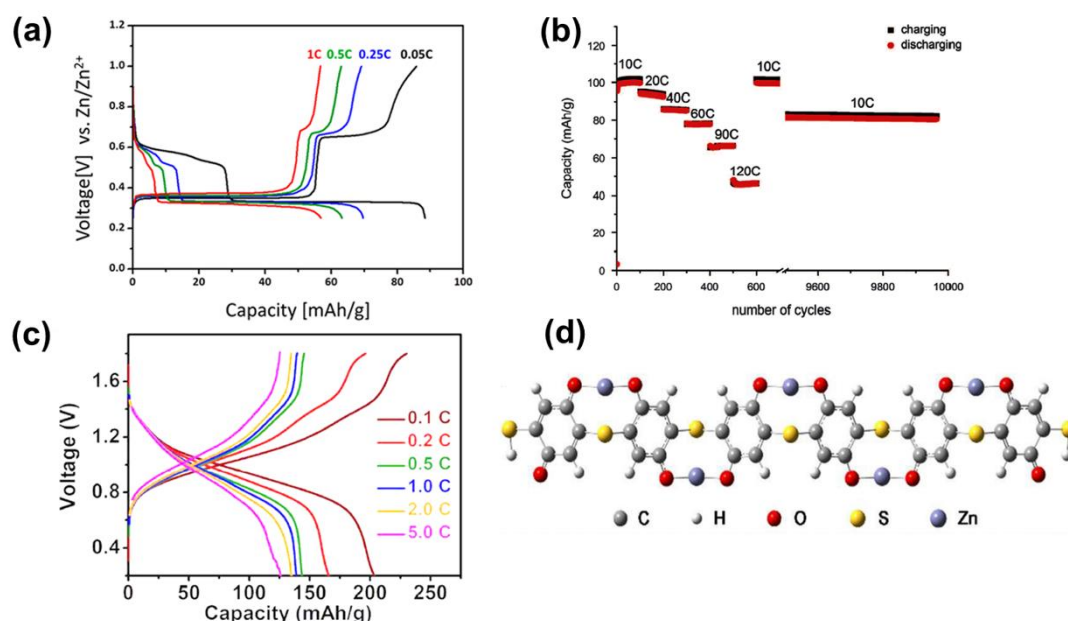 (a)
1.2
1.0
0.8
0.6
0.4
0.2
0.0
Voltage[V] vs. Zn/Zn²⁺
1C 0.5C 0.25C 0.05C
0 20 40 60 80 100
Capacity [mAh/g]
(b)
charging
discharging
120
100
80
60
40
20
0
Capacity (mAh/g)
10C
20C
40C
60C
90C
120C
10C
10C
0 200 400 600 9600 9800 10000
number of cycles
(c)
1.6
1.2
0.8
0.4
Voltage (V)
0.1 C
0.2 C
0.5 C
1.0 C
2.0 C
5.0 C
0 50 100 150 200 250
Capacity (mAh/g)
(d)
C H O S Zn